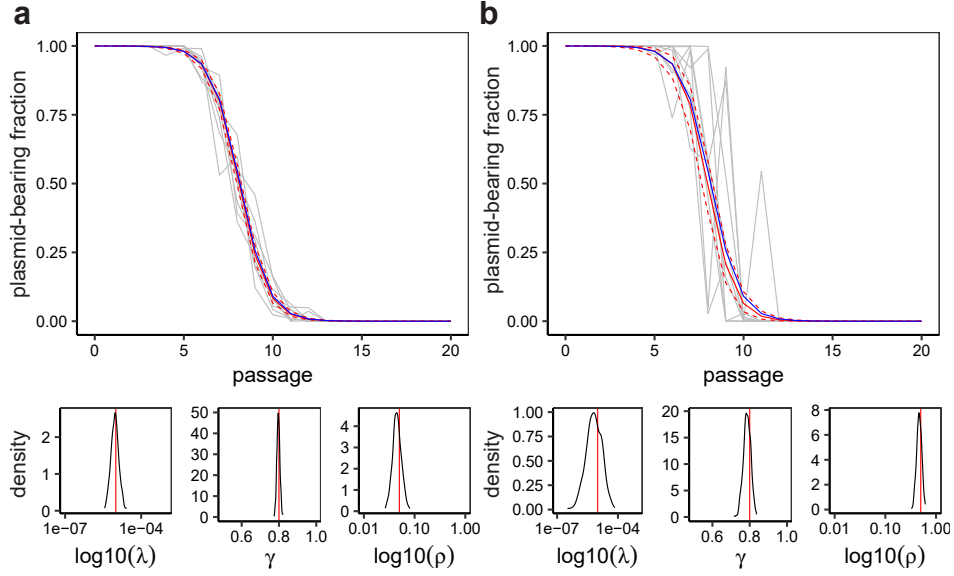 a
plasmid-bearing fraction
1.00
0.75
0.50
0.25
0.00
0 5 10 15 20
passage
density
2
1
0
1e-07 1e-04
log10(λ)
50
40
30
20
10
0
0.6 0.8 1.0
γ
4
3
2
1
0
0.01 0.10 1.00
log10(ρ)
b
plasmid-bearing fraction
1.00
0.75
0.50
0.25
0.00
0 5 10 15 20
passage
density
1.00
0.75
0.50
0.25
0.00
1e-07 1e-04
log10(λ)
20
15
10
5
0
0.6 0.8 1.0
γ
8
6
4
2
0
0.01 0.10 1.00
log10(ρ)